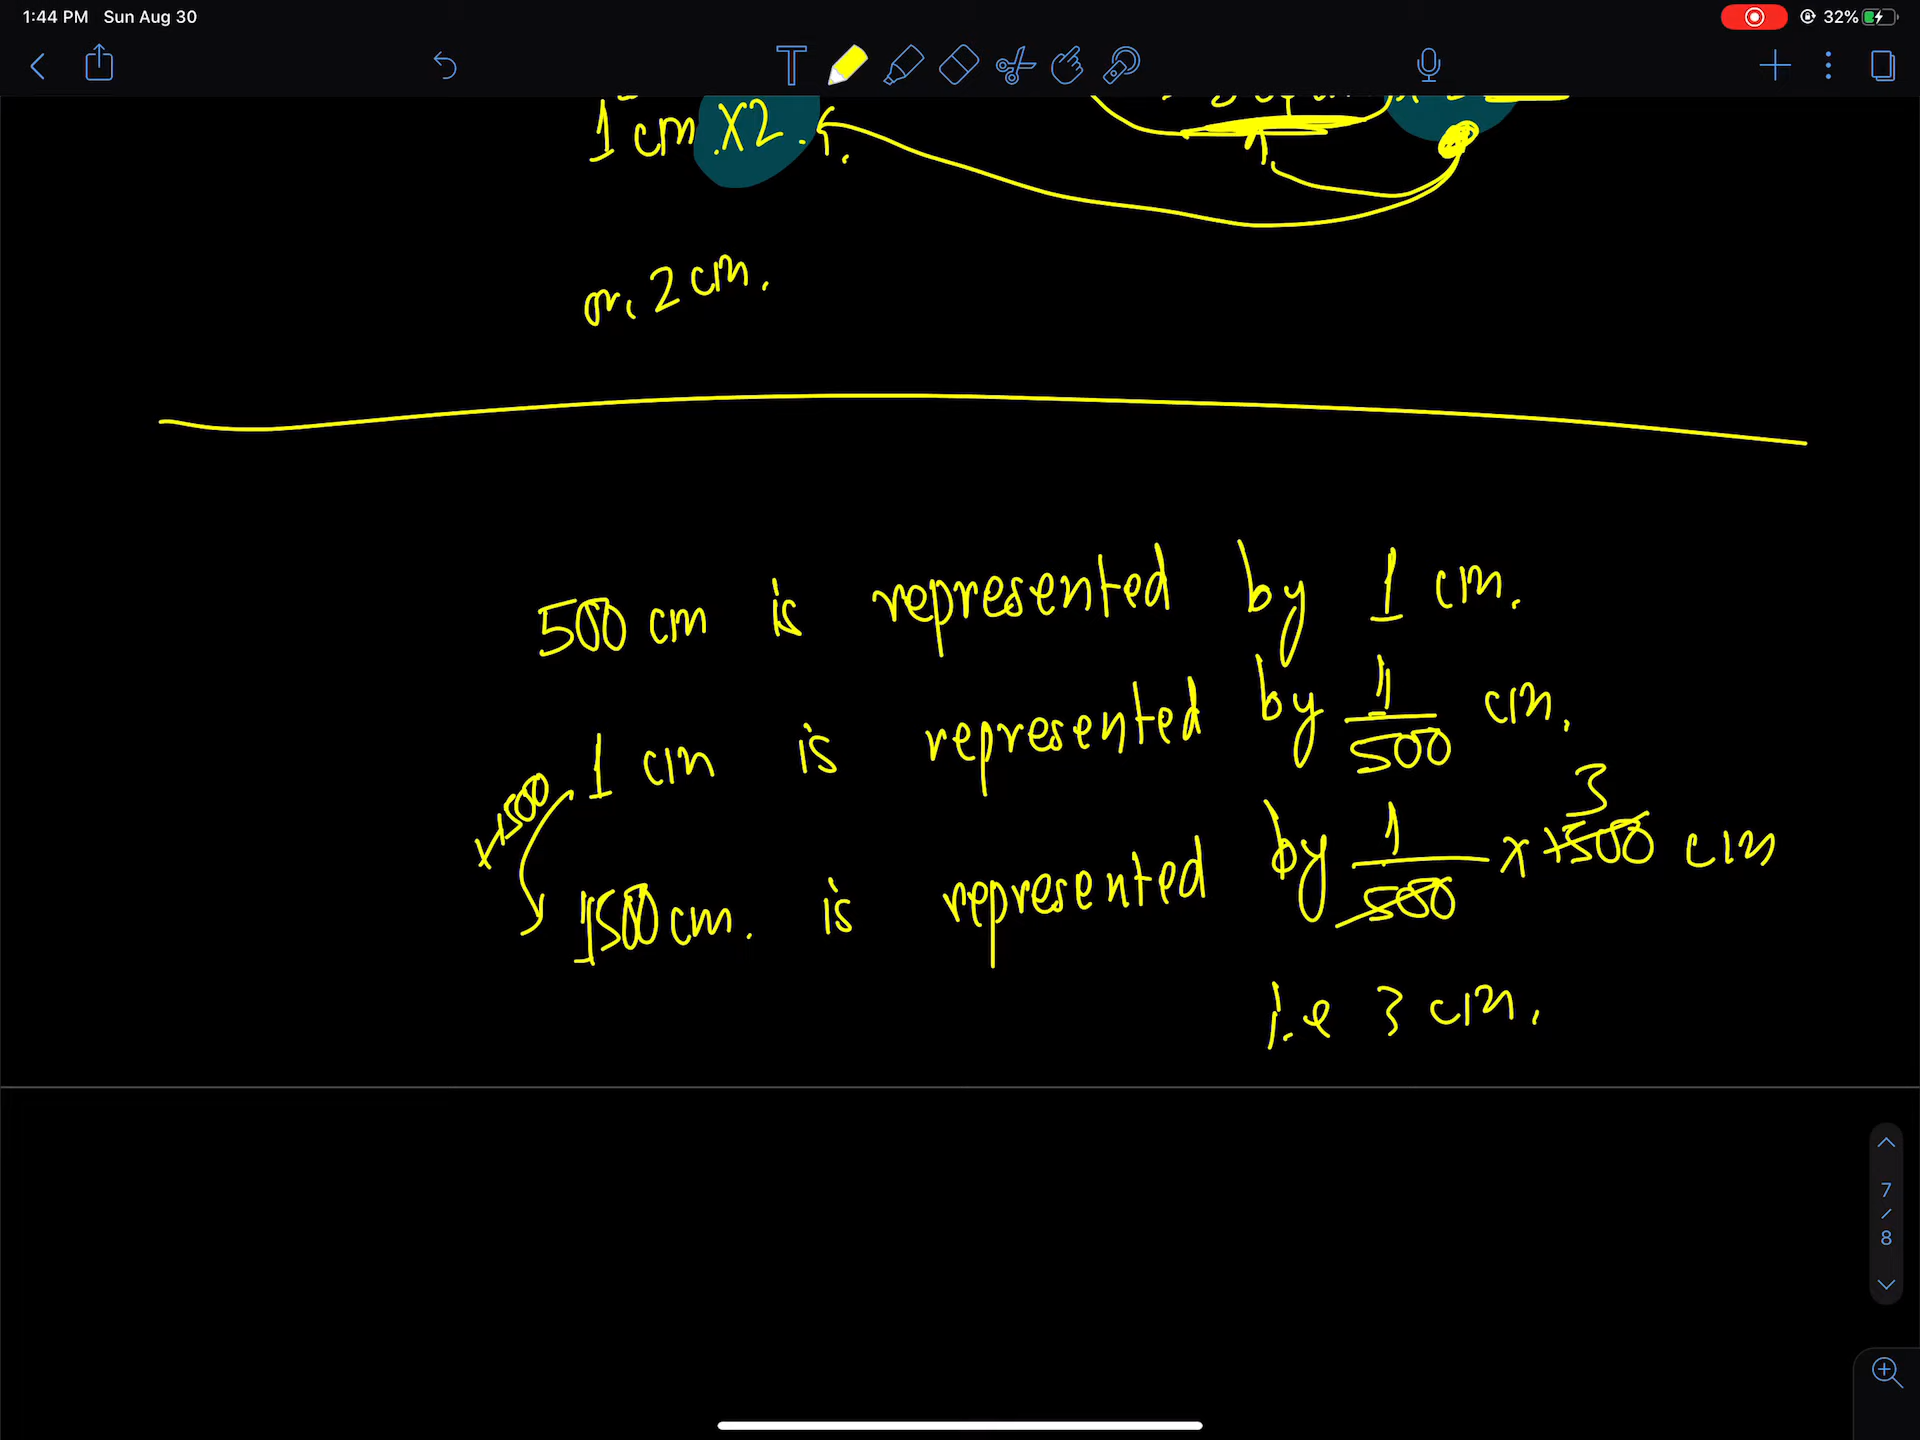 1:44 PM Sun Aug 30
32%
1 cm × 2.
or, 2 cm.
500 cm is represented by 1 cm.
1 cm is represented by 1/500 cm.
×1500
3
1500 cm. is represented by 1/500 × 1500 cm
i.e 3 cm.
7
/
8